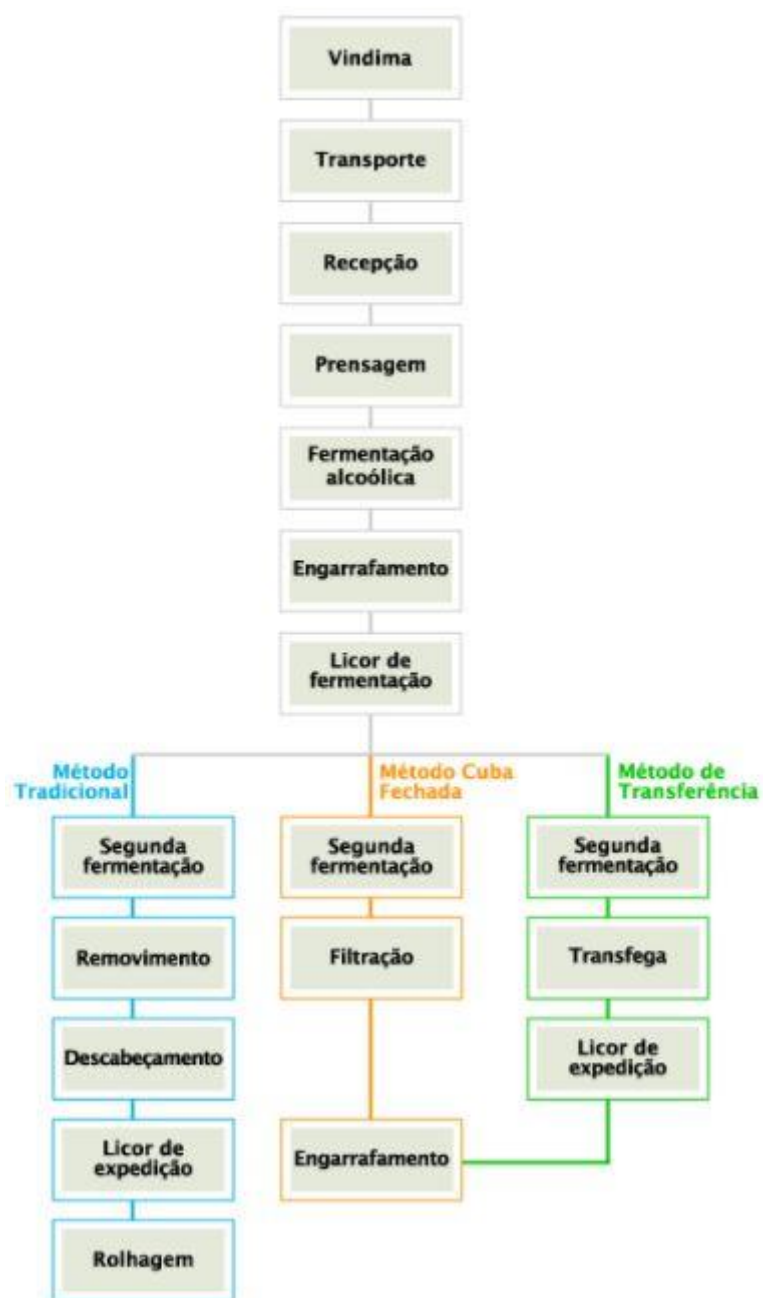 Vindima
Transporte
Recepção
Prensagem
Fermentação
alcoólica
Engarrafamento
Licor de
fermentação
Método
Tradicional
Segunda
fermentação
Removimento
Descabeçamento
Licor de
expedição
Rolhagem
Método Cuba
Fechada
Segunda
fermentação
Filtração
Engarrafamento
Método de
Transferência
Segunda
fermentação
Transfega
Licor de
expedição